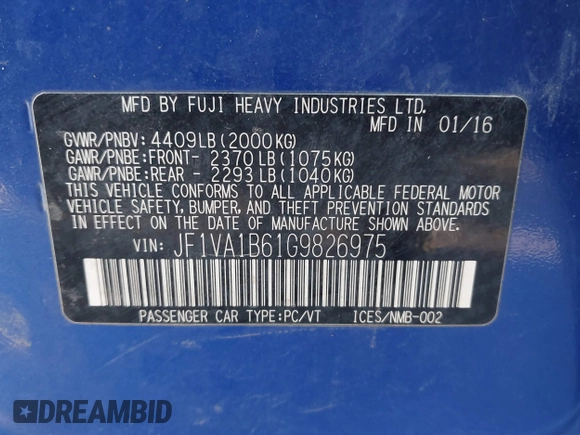 MFD BY FUJI HEAVY INDUSTRIES LTD.
MFD IN 01/16
GVWR/PNBV: 4409LB (2000KG)
GAWR/PNBE:FRONT- 2370 LB (1075KG)
GAWR/PNBE:REAR - 2293 LB (1040KG)
THIS VEHICLE CONFORMS TO ALL APPLICABLE FEDERAL MOTOR
VEHICLE SAFETY, BUMPER, AND THEFT PREVENTION STANDARDS
IN EFFECT ON THE DATE OF MANUFACTURE SHOWN ABOVE.
VIN: JF1VA1B61G9826975
PASSENGER CAR TYPE:PC/VT ICES/NMB-002
DREAMBID